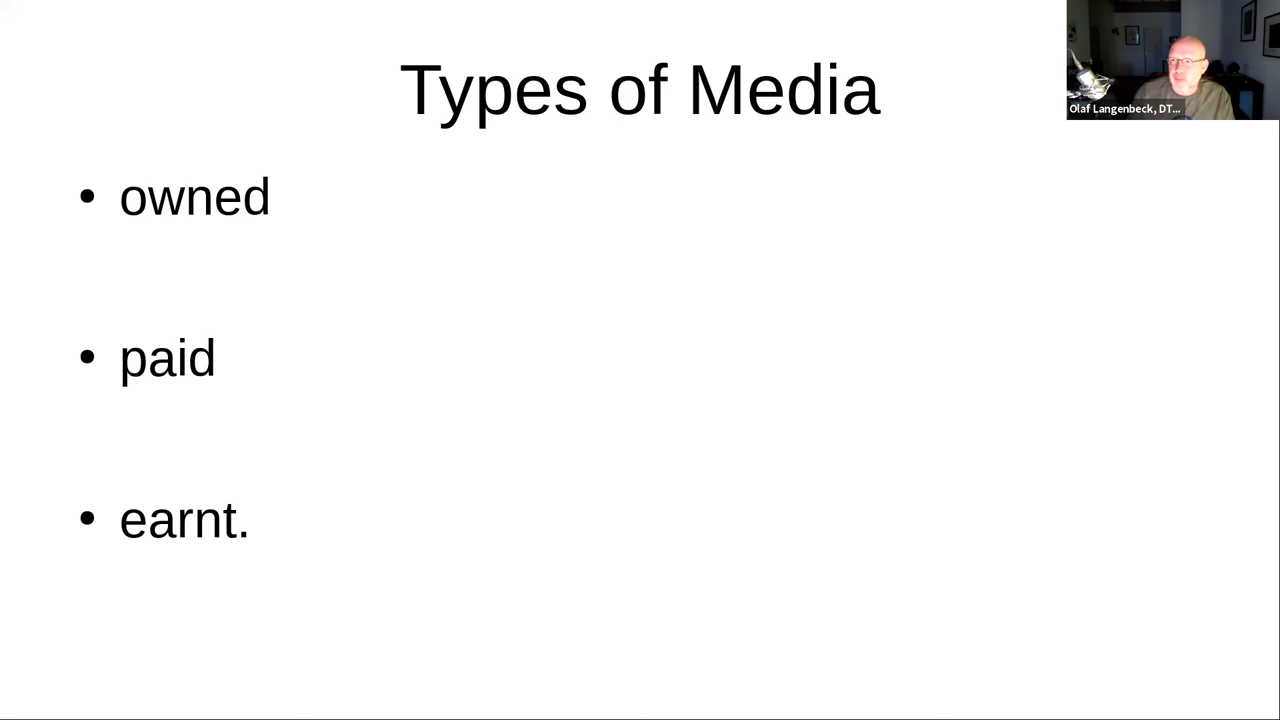 Types of Media
Olaf Langenbeck, DT...
• owned
• paid
• earnt.